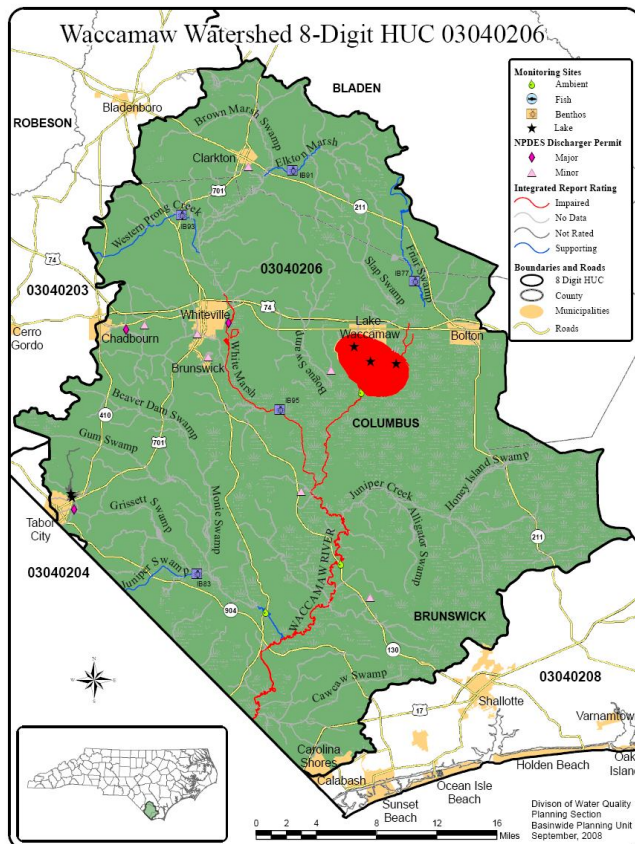 Waccamaw Watershed 8-Digit HUC 03040206
Monitoring Sites
Ambient
Fish
Benthos
Lake
NPDES Discharger Permit
Major
Minor
Integrated Report Rating
Impaired
No Data
Not Rated
Supporting
Boundaries and Roads
8 Digit HUC
County
Municipalities
Roads
BLADEN
Bladenboro
ROBESON
Brown Marsh Swamp
Clarkton
Elkton Marsh
IB91
701
211
Western Prong Creek
IB93
Friar Swamp
IB77
Slap Swamp
74
03040206
03040203
74
Whiteville
Lake
Waccamaw
Bolton
Cerro
Gordo
Chadbourn
Brunswick
White Marsh
Bogue Swamp
IB95
COLUMBUS
Beaver Dam Swamp
410
701
Gum Swamp
Honey Island Swamp
Grissett
Swamp
Monie Swamp
Juniper Creek
Alligator Swamp
Tabor
City
211
03040204
Juniper Swamp
IB83
WACCAMAW RIVER
904
BRUNSWICK
130
03040208
Cawcaw Swamp
Shallotte
17
Varnamtown
Carolina
Shores
Calabash
Sunset
Beach
Ocean Isle
Beach
Holden Beach
Oak
Island
0 2 4 8 12 16
Miles
Divison of Water Quality
Planning Section
Basinwide Planning Unit
September, 2008